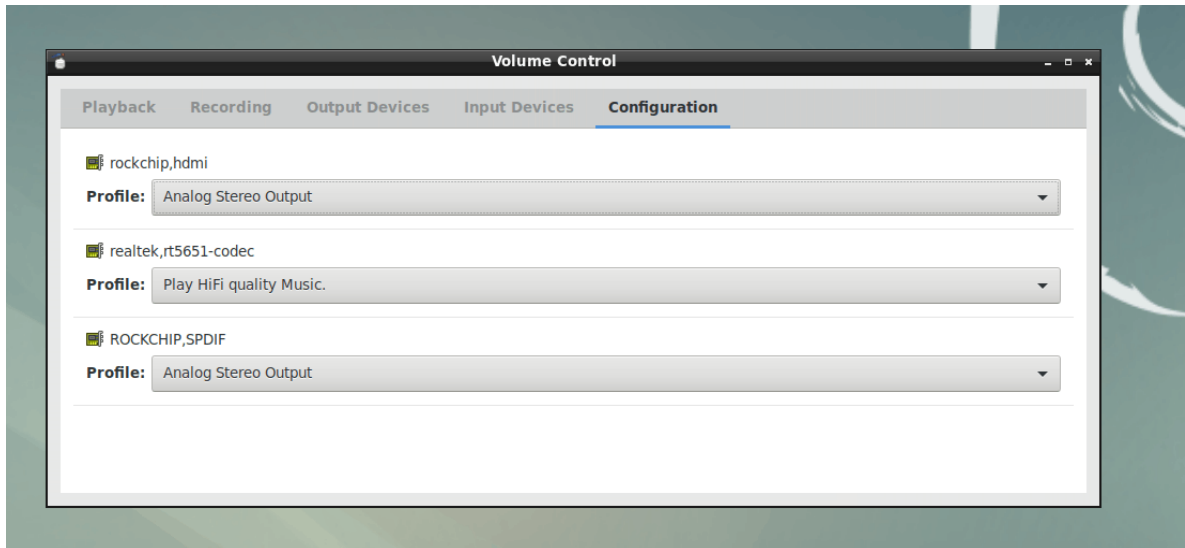 Volume Control
Playback Recording Output Devices Input Devices Configuration
rockchip,hdmi
Profile: Analog Stereo Output
realtek,rt5651-codec
Profile: Play HiFi quality Music.
ROCKCHIP,SPDIF
Profile: Analog Stereo Output